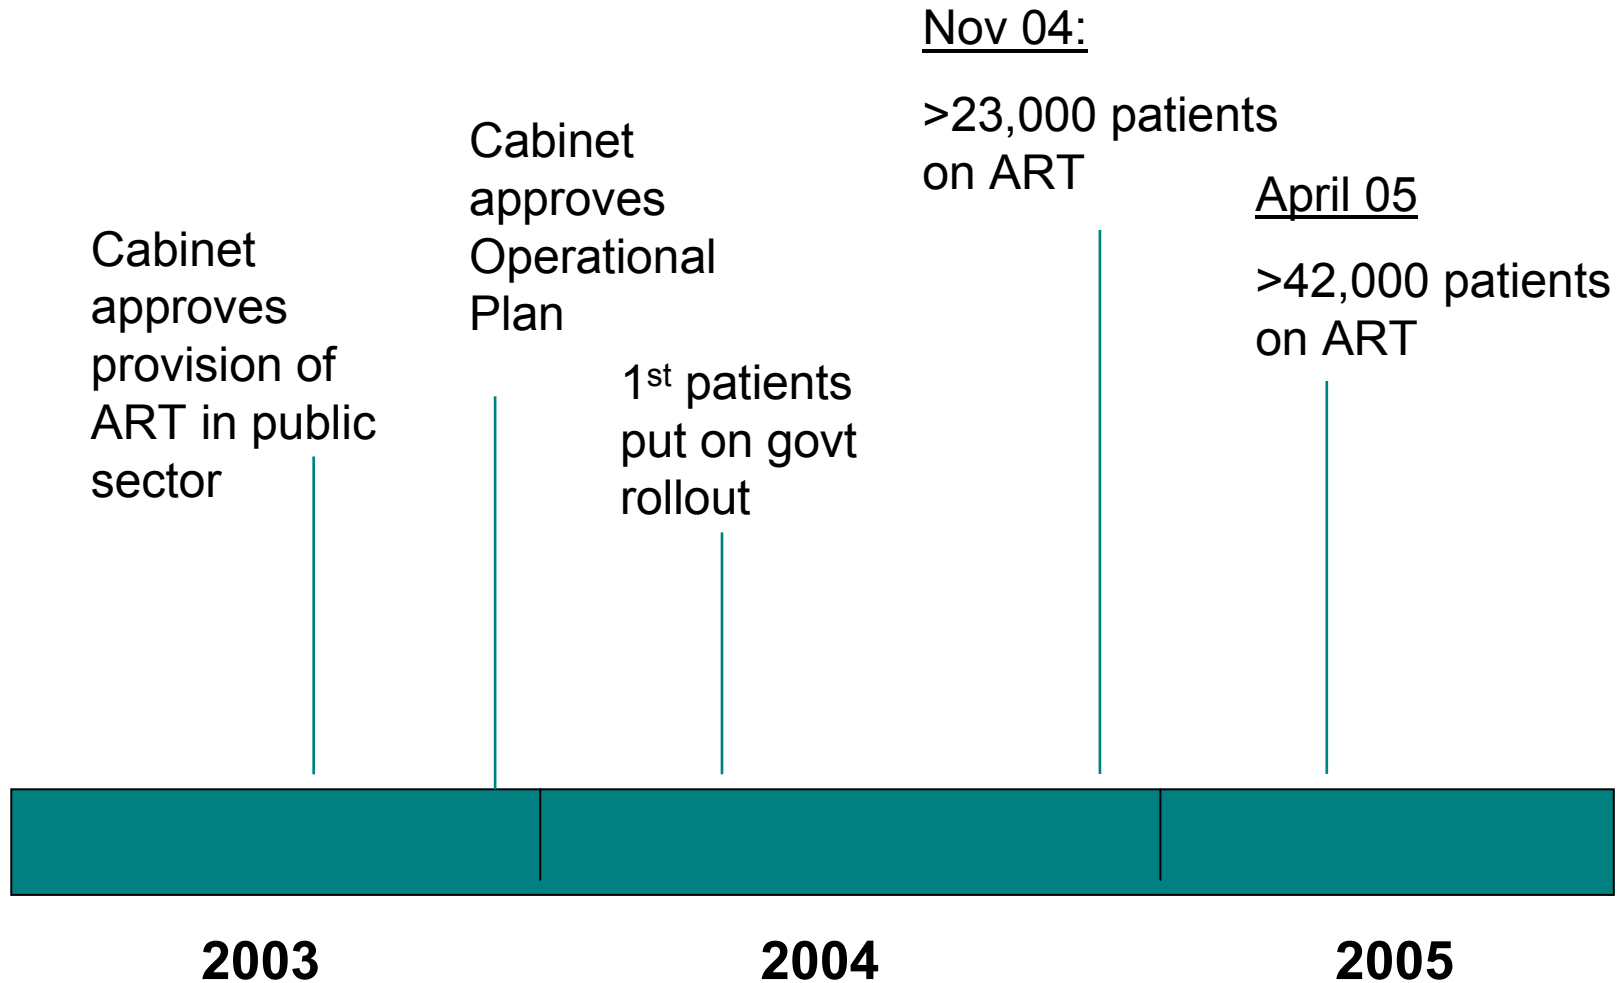 Cabinet
approves
provision of
ART in public
sector
Cabinet
approves
Operational
Plan
1st patients
put on govt
rollout
Nov 04:
>23,000 patients
on ART
April 05
>42,000 patients
on ART
2003
2004
2005